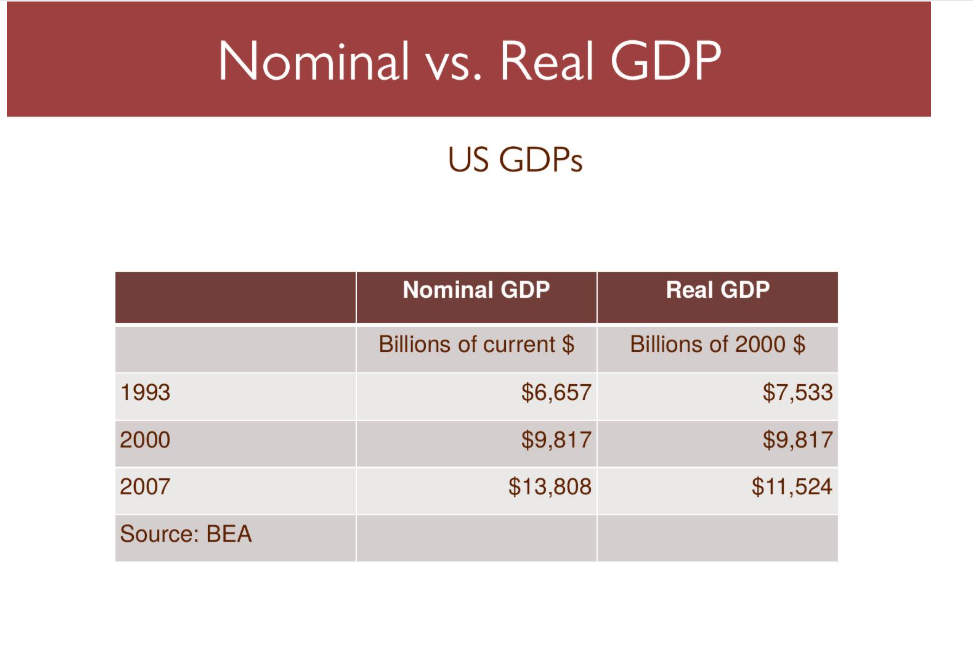 Nominal vs. Real GDP
US GDPs
Nominal GDP Real GDP
Billions of current $ Billions of 2000 $
1993 $6,657 $7,533
2000 $9,817 $9,817
2007 $13,808 $11,524
Source: BEA